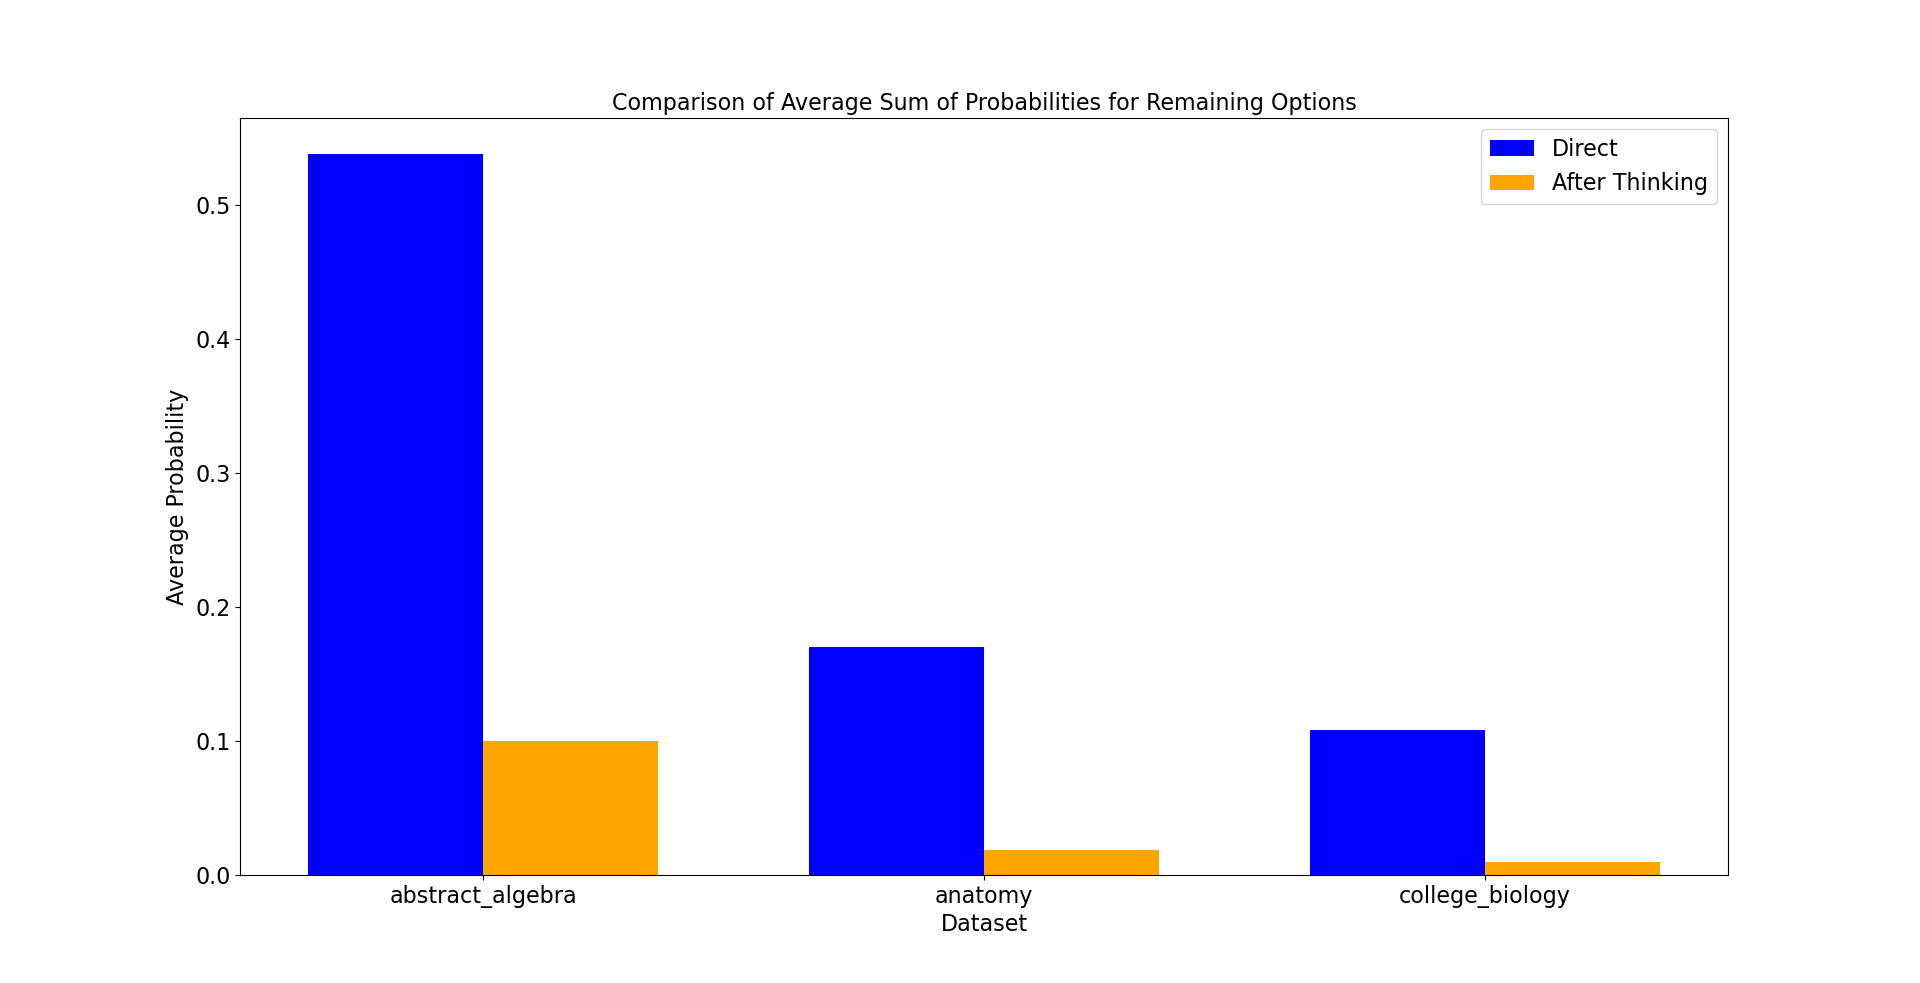 Comparison of Average Sum of Probabilities for Remaining Options
Direct
After Thinking
Average Probability
0.5
0.4
0.3
0.2
0.1
0.0
abstract_algebra
anatomy
college_biology
Dataset